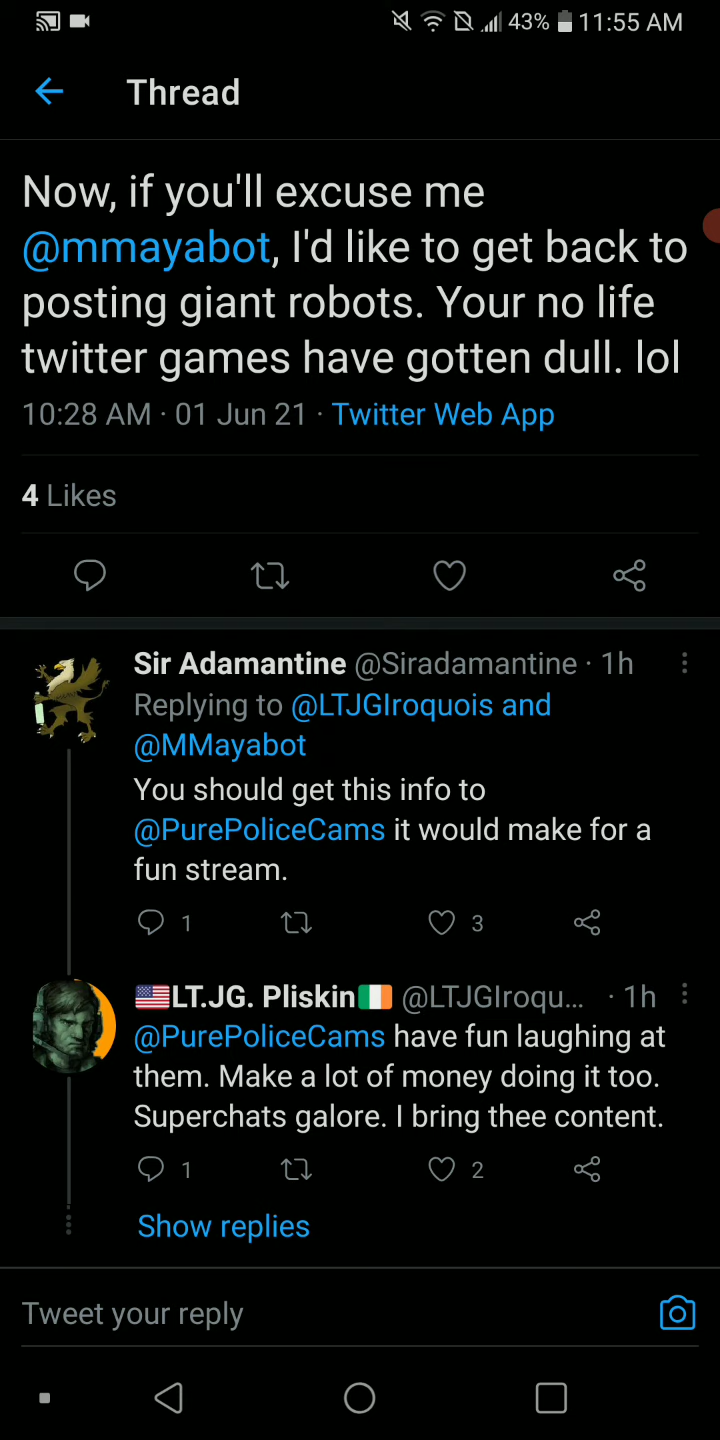 43% 11:55 AM
Thread
Now, if you'll excuse me
@mmayabot, I'd like to get back to
posting giant robots. Your no life
twitter games have gotten dull. lol
10:28 AM · 01 Jun 21 · Twitter Web App
4 Likes
Sir Adamantine @Siradamantine · 1h
Replying to @LTJGIroquois and
@MMayabot
You should get this info to
@PurePoliceCams it would make for a
fun stream.
1 3
🇺🇸LT.JG. Pliskin🇮🇪 @LTJGIroqu... · 1h
@PurePoliceCams have fun laughing at
them. Make a lot of money doing it too.
Superchats galore. I bring thee content.
1 2
Show replies
Tweet your reply